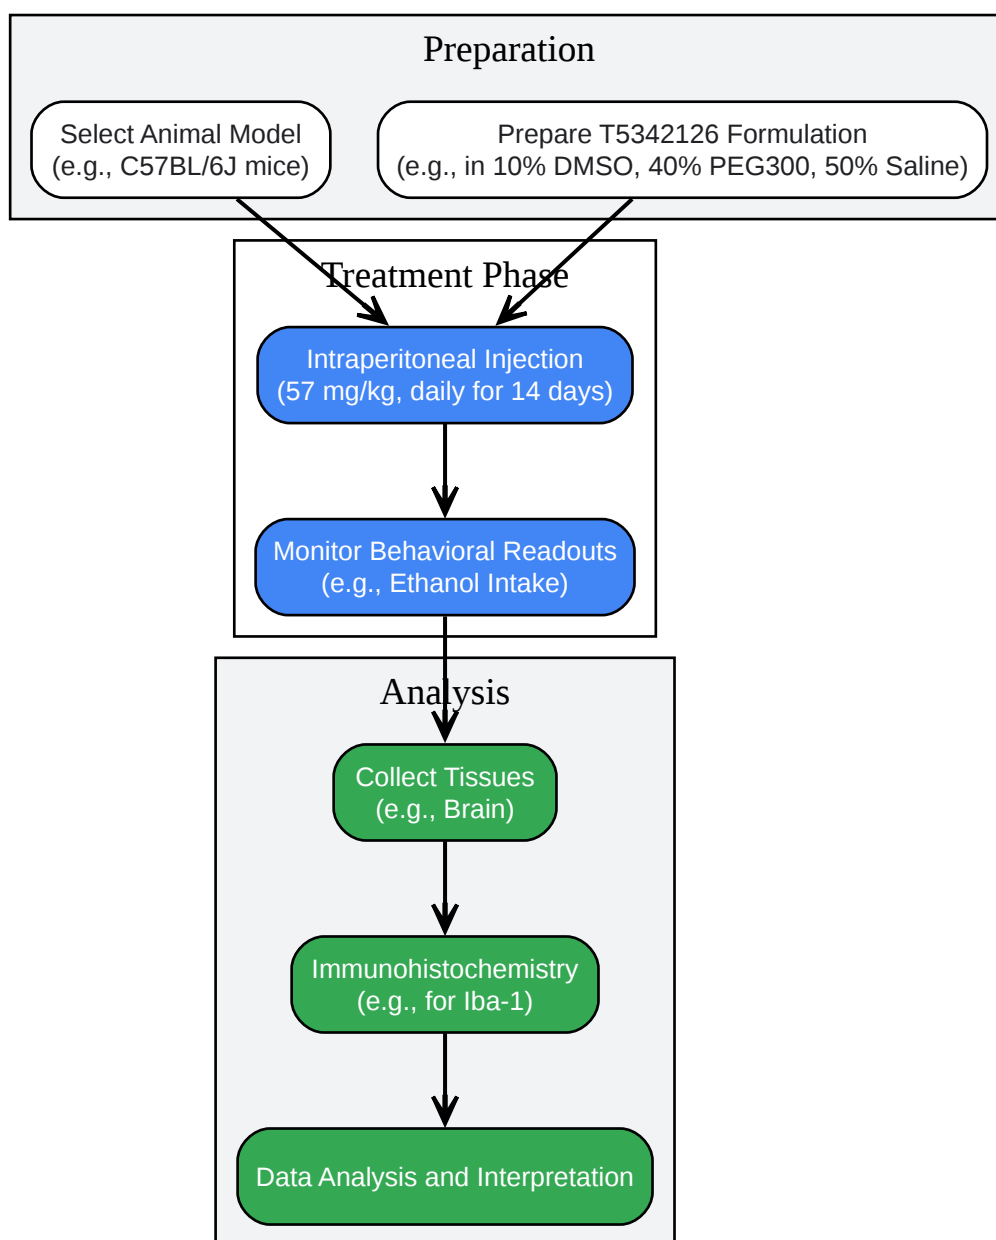 Preparation
Select Animal Model
(e.g., C57BL/6J mice)
Prepare T5342126 Formulation
(e.g., in 10% DMSO, 40% PEG300, 50% Saline)
Treatment Phase
Intraperitoneal Injection
(57 mg/kg, daily for 14 days)
Monitor Behavioral Readouts
(e.g., Ethanol Intake)
Analysis
Collect Tissues
(e.g., Brain)
Immunohistochemistry
(e.g., for Iba-1)
Data Analysis and Interpretation